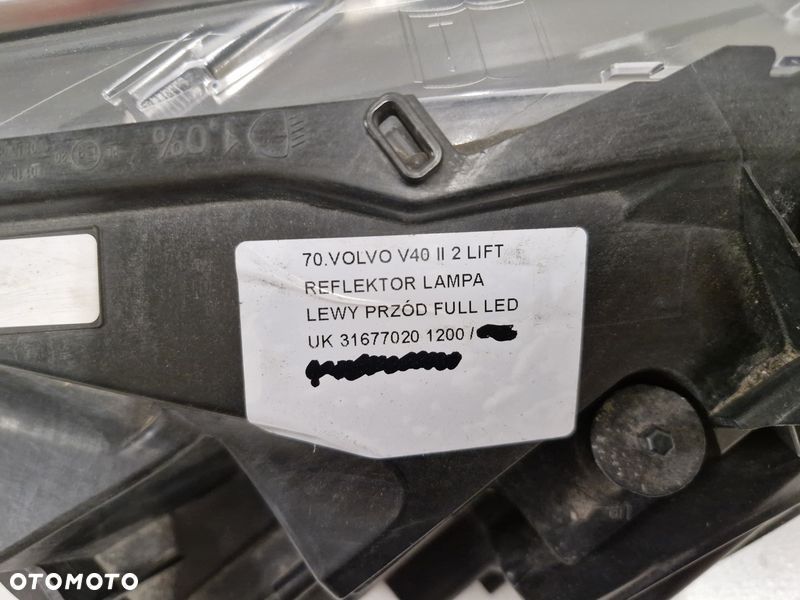 1.0%
70.VOLVO V40 II 2 LIFT
REFLEKTOR LAMPA
LEWY PRZÓD FULL LED
UK 31677020 1200 /
OTOMOTO